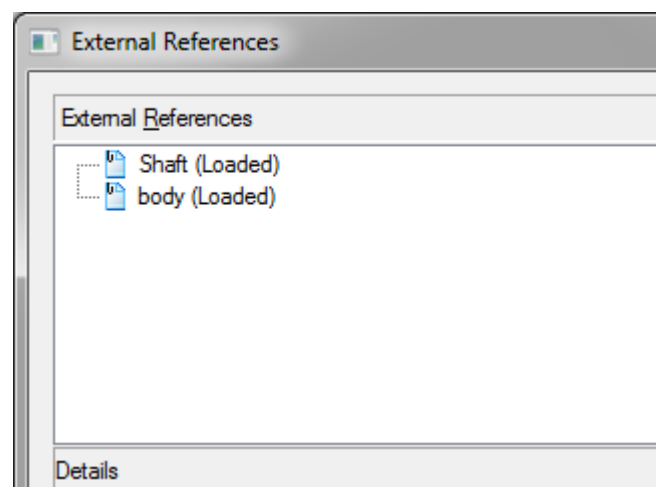 External References
External References
Shaft (Loaded)
body (Loaded)
Details